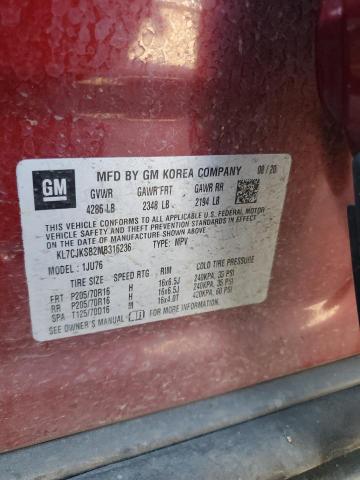 GM
MFD BY GM KOREA COMPANY 08/20
GVWR GAWR FRT GAWR RR
4286 LB 2348 LB 2194 LB
THIS VEHICLE CONFORMS TO ALL APPLICABLE U.S. FEDERAL MOTOR
VEHICLE SAFETY AND THEFT PREVENTION STANDARDS IN EFFECT
ON THE DATE OF MANUFACTURE SHOWN ABOVE.
KL7CJKSB2MB316236 TYPE: MPV
MODEL: 1JU76
TIRE SIZE RIM COLD TIRE PRESSURE
FRT P205/70R16 H 16x6.5J 240KPA, 35 PSI
RR P205/70R16 H 16x6.5J 240KPA, 35 PSI
SPA T125/70D16 M 16x4.0T 420KPA, 60 PSI
SEE OWNER'S MANUAL FOR MORE INFORMATION.